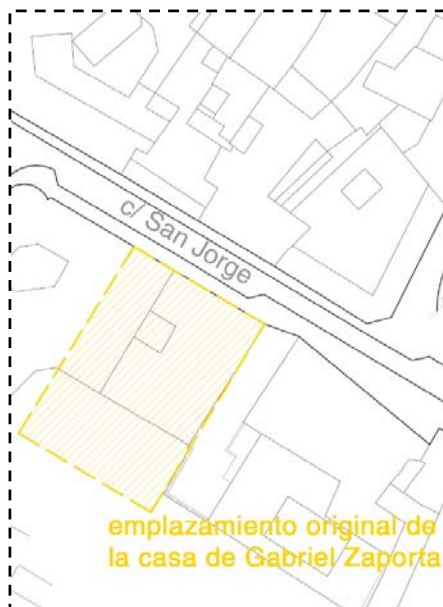 c/ San Jorge
emplazamiento original de
la casa de Gabriel Zaporta